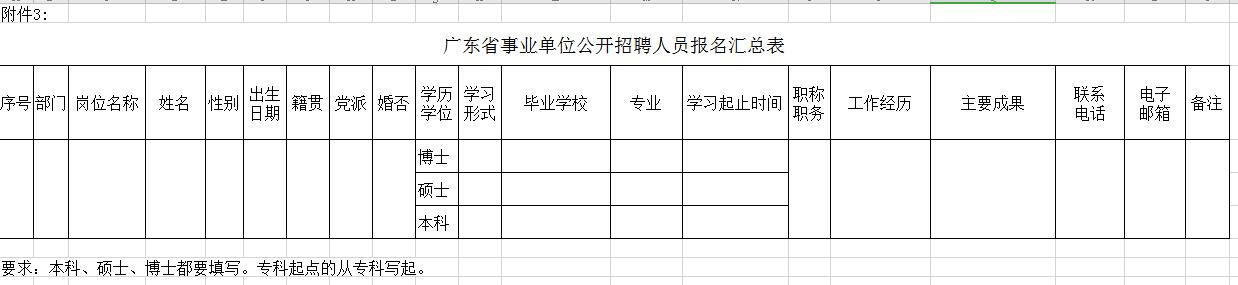 附件3:
广东省事业单位公开招聘人员报名汇总表
序号 部门 岗位名称 姓名 性别 出生日期 籍贯 党派 婚否 学历学位 学习形式 毕业学校 专业 学习起止时间 职称职务 工作经历 主要成果 联系电话 电子邮箱 备注
博士
硕士
本科
要求：本科、硕士、博士都要填写。专科起点的从专科写起。